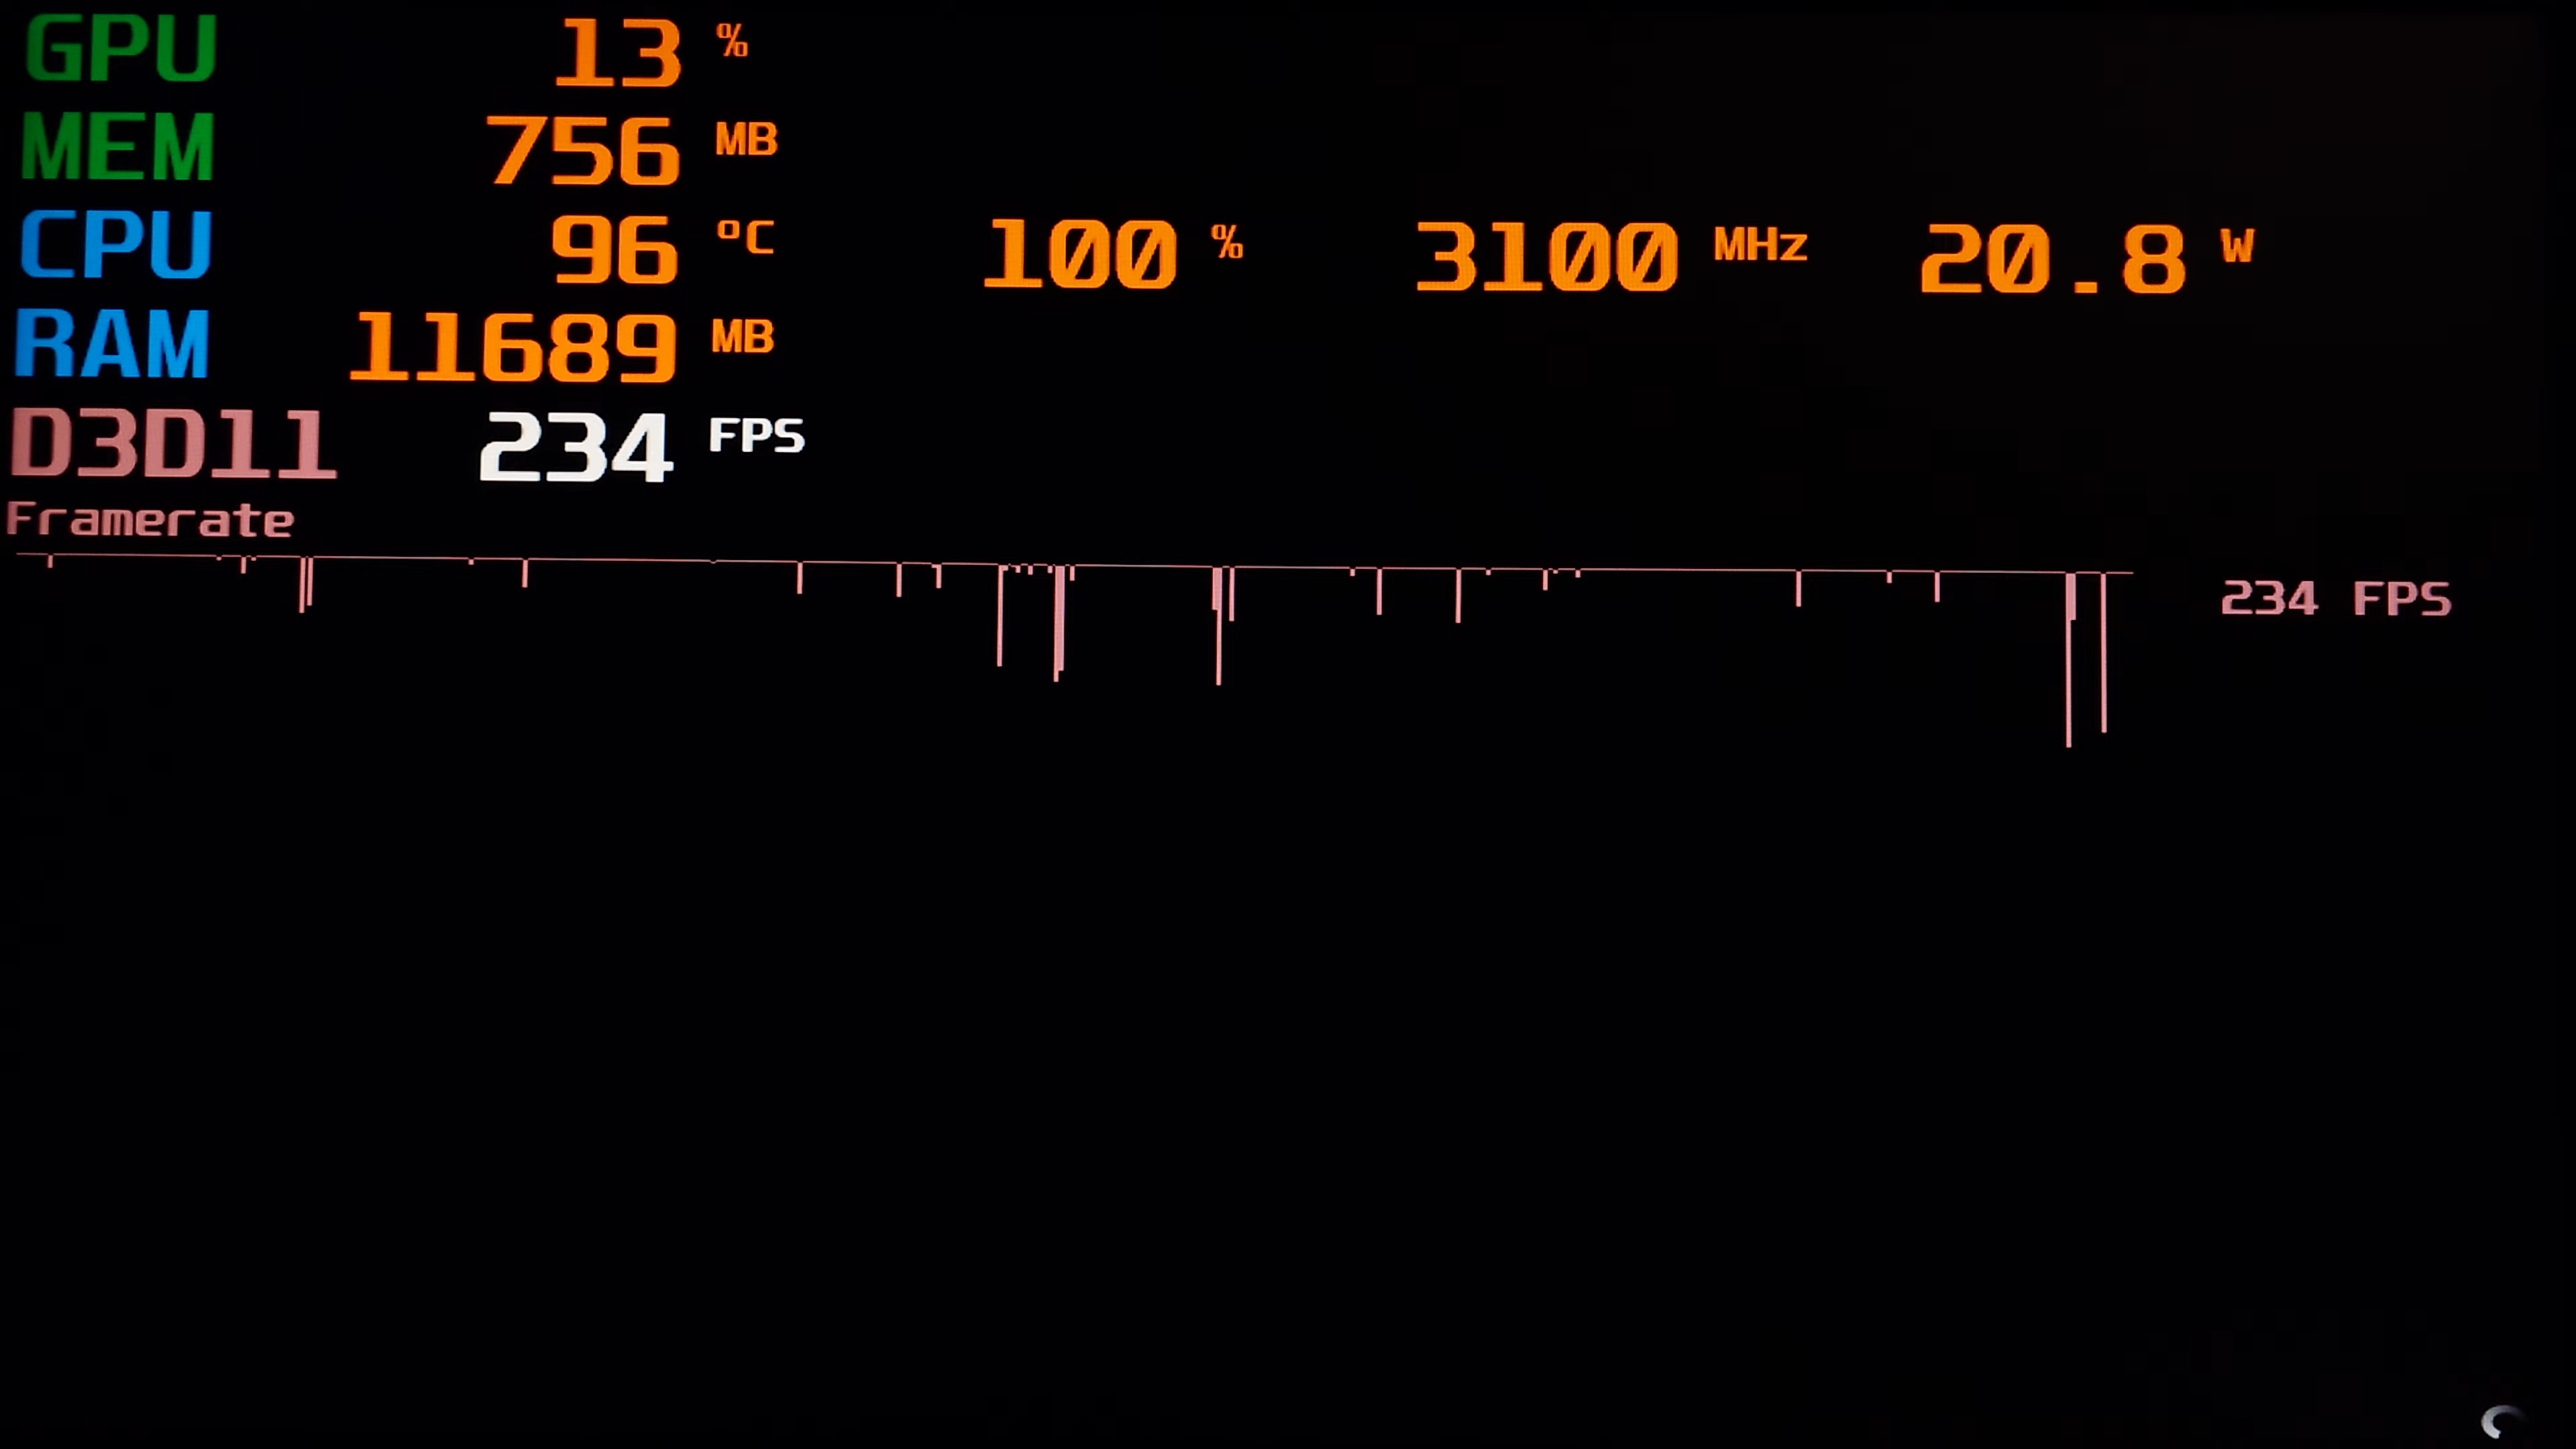 GPU 13 %
MEM 756 MB
CPU 96 °C 100 % 3100 MHz 20.8 W
RAM 11689 MB
D3D11 234 FPS
Framerate
234 FPS